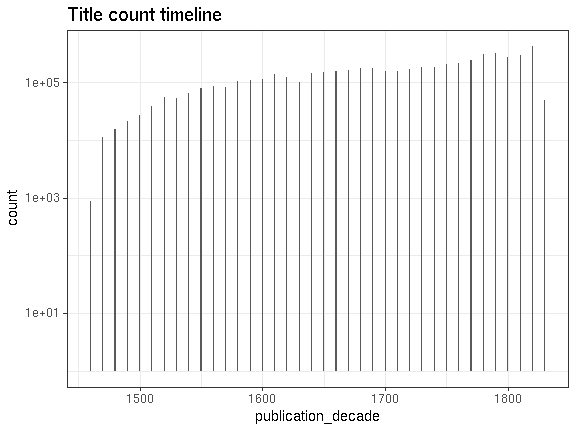 Title count timeline
count
1e+05
1e+03
1e+01
1500 1600 1700 1800
publication_decade